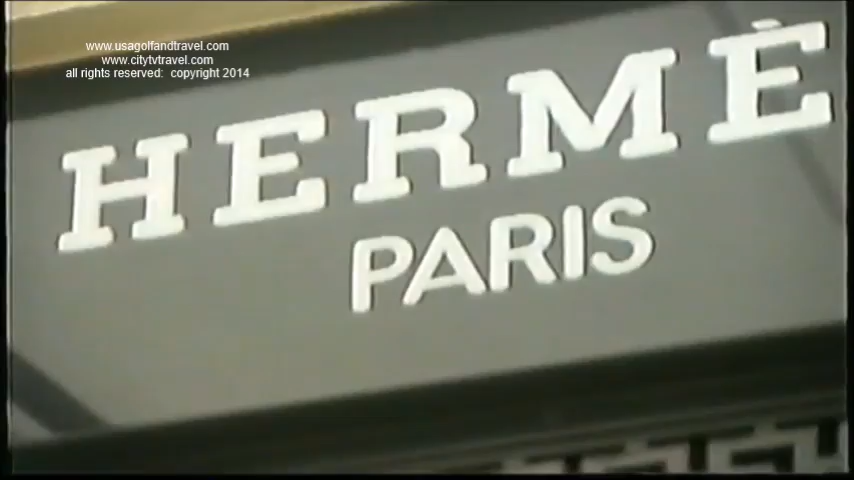 www.usagolfandtravel.com
www.citytvtravel.com
all rights reserved: copyright 2014
HERMÈ
PARIS